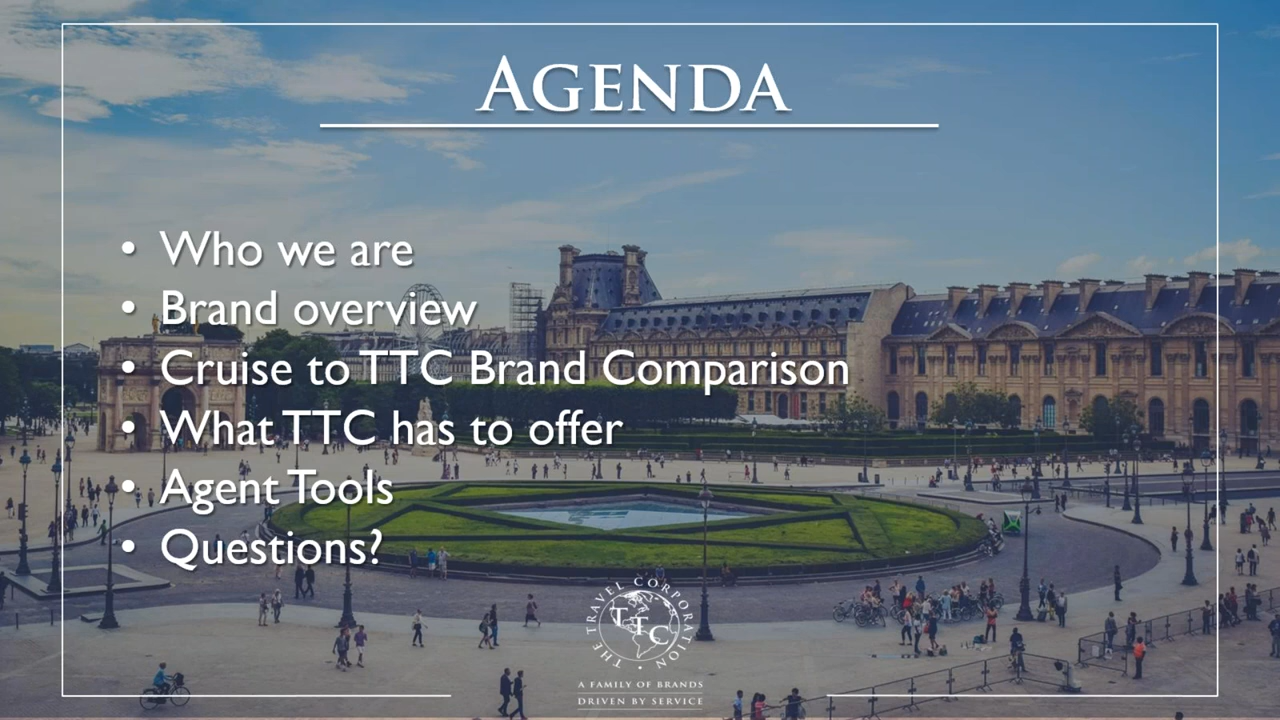 AGENDA
• Who we are
• Brand overview
• Cruise to TTC Brand Comparison
• What TTC has to offer
• Agent Tools
• Questions?
THE TRAVEL CORPORATION
TTC
A FAMILY OF BRANDS
DRIVEN BY SERVICE